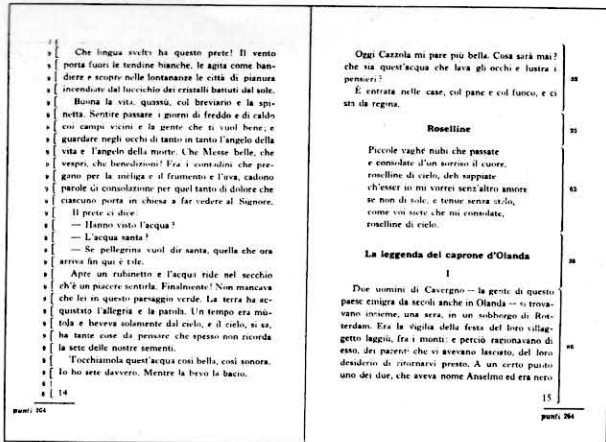 Che lingua svelta ha questo prete! Il vento
porta fuori le tendine bianche, le agita come ban-
diere e scopre nelle lontananze le città di pianura
incendiate dal luccichio dei cristalli battuti dal sole.
Buona la vita, quassù, col breviario e la spi-
netta. Sentire passare i giorni di freddo e di caldo
coi campi vicini e la gente che ti vuol bene; e
guardare negli occhi di tanto in tanto l'angelo della
vita e l'angelo della morte. Che Messe belle, che
vespri, che benedizioni! Fra i contadini che pre-
gano per la mèliga e il frumento e l'uva, cadono
parole di consolazione per quel tanto di dolore che
ciascuno porta in chiesa a far vedere al Signore.
Il prete ci dice:
— Hanno visto l'acqua?
— L'acqua santa?
— Se pellegrina vuol dir santa, quella che ora
arriva fin qui è tale.
Apre un rubinetto e l'acqua ride nel secchio
ch'è un piacere sentirla. Finalmente! Non mancava
che lei in questo paesaggio verde. La terra ha ac-
quistato l'allegria e la parola. Un tempo era mu-
tola e beveva solamente dal cielo, e il cielo, si sa,
ha tante cose da pensare che spesso non ricorda
la sete delle nostre sementi.
Tocchiamola quest'acqua così bella, così sonora.
Io ho sete davvero. Mentre la bevo la bacio.
14
punti 264
Oggi Cazzola mi pare più bella. Cosa sarà mai?
che sia quest'acqua che lava gli occhi e lustra i
pensieri?
È entrata nelle case, col pane e col fuoco, e ci
sta da regina.
Roselline
Piccole vaghe nubi che passate
e consolate d'un sorriso il cuore,
roselline di cielo, deh sappiate
ch'esser io mi vorrei senz'altro amore
se non di sole, e tenue senza stelo,
come voi siete che mi consolate,
roselline di cielo.
La leggenda del caprone d'Olanda
I
Due uomini di Cavergno — la gente di questo
paese emigra da secoli anche in Olanda — si trova-
vano insieme, una sera, in un sobborgo di Rot-
terdam. Era la vigilia della festa del loro villag-
getto laggiù, fra i monti: e perciò ragionavano di
esso, dei parenti che vi avevano lasciato, del loro
desiderio di ritornarvi presto. A un certo punto
uno dei due, che aveva nome Anselmo ed era nero
15
punti 264